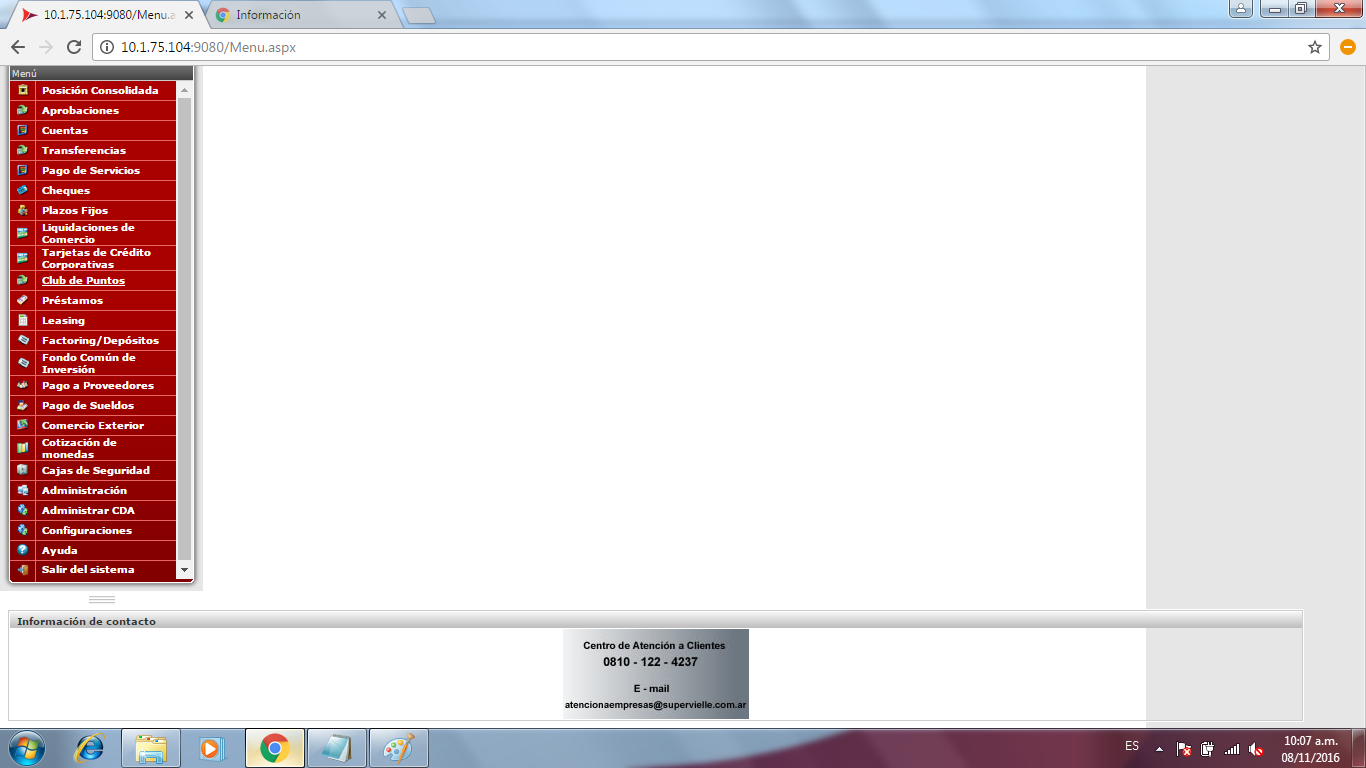 10.1.75.104:9080/Menu.a
Información
10.1.75.104:9080/Menu.aspx
Menú
Posición Consolidada
Aprobaciones
Cuentas
Transferencias
Pago de Servicios
Cheques
Plazos Fijos
Liquidaciones de
Comercio
Tarjetas de Crédito
Corporativas
Club de Puntos
Préstamos
Leasing
Factoring/Depósitos
Fondo Común de
Inversión
Pago a Proveedores
Pago de Sueldos
Comercio Exterior
Cotización de
monedas
Cajas de Seguridad
Administración
Administrar CDA
Configuraciones
Ayuda
Salir del sistema
Información de contacto
Centro de Atención a Clientes
0810 - 122 - 4237
E - mail
atencionaempresas@supervielle.com.ar
ES
10:07 a.m.
08/11/2016